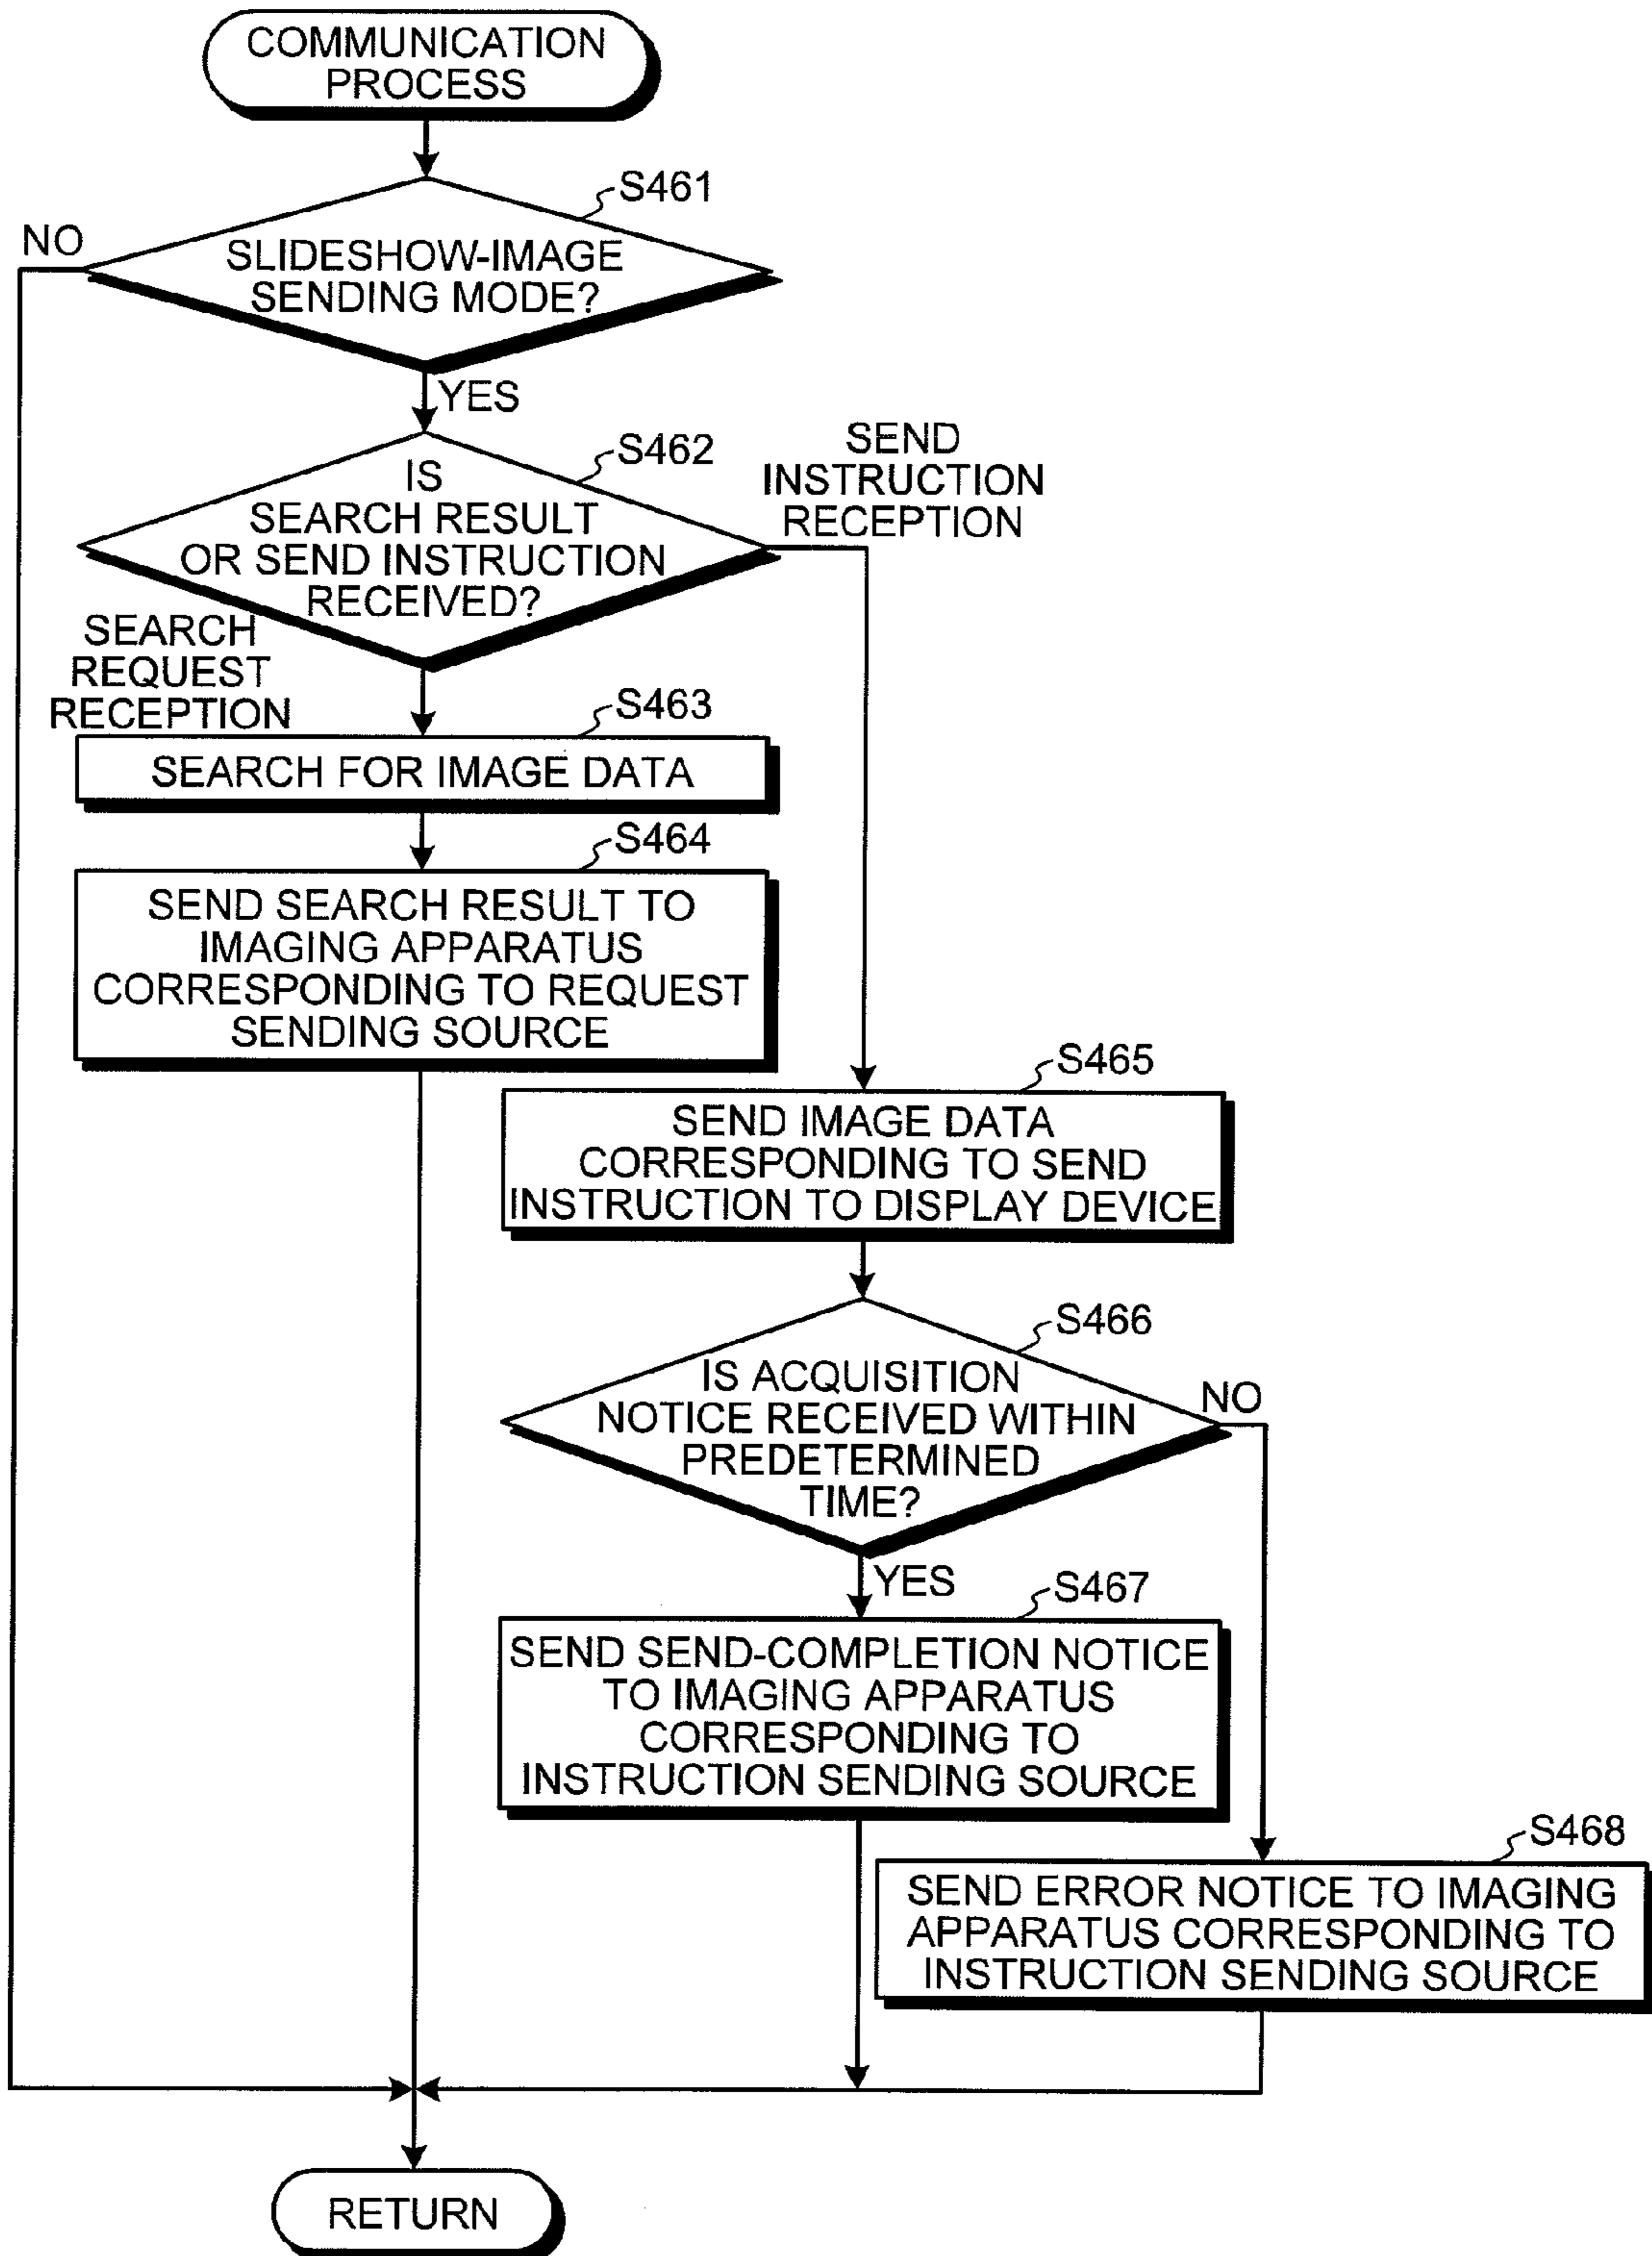 COMMUNICATION
PROCESS
S461
NO
SLIDESHOW-IMAGE
SENDING MODE?
YES
S462
SEND
INSTRUCTION
RECEPTION
IS
SEARCH RESULT
OR SEND INSTRUCTION
RECEIVED?
SEARCH
REQUEST
RECEPTION
S463
SEARCH FOR IMAGE DATA
S464
SEND SEARCH RESULT TO
IMAGING APPARATUS
CORRESPONDING TO REQUEST
SENDING SOURCE
S465
SEND IMAGE DATA
CORRESPONDING TO SEND
INSTRUCTION TO DISPLAY DEVICE
S466
IS ACQUISITION
NOTICE RECEIVED WITHIN
PREDETERMINED
TIME?
NO
YES
S467
SEND SEND-COMPLETION NOTICE
TO IMAGING APPARATUS
CORRESPONDING TO
INSTRUCTION SENDING SOURCE
S468
SEND ERROR NOTICE TO IMAGING
APPARATUS CORRESPONDING TO
INSTRUCTION SENDING SOURCE
RETURN